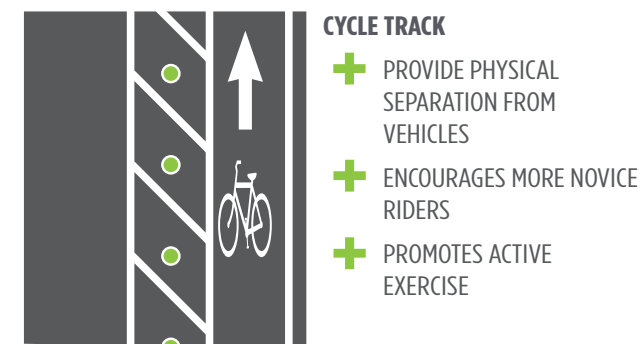 CYCLE TRACK
PROVIDE PHYSICAL
SEPARATION FROM
VEHICLES
ENCOURAGES MORE NOVICE
RIDERS
PROMOTES ACTIVE
EXERCISE